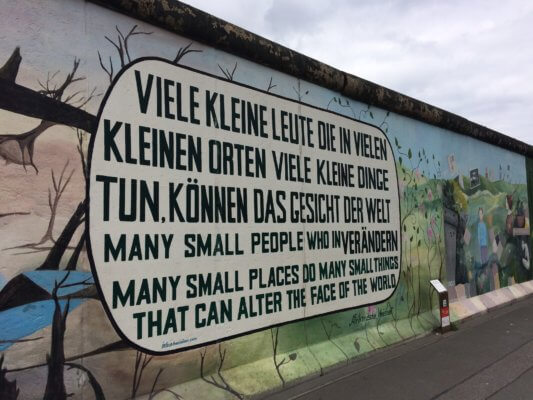 VIELE KLEINE LEUTE DIE IN VIELEN
KLEINEN ORTEN VIELE KLEINE DINGE
TUN, KÖNNEN DAS GESICHT DER WELT
VERÄNDERN
MANY SMALL PEOPLE WHO IN
MANY SMALL PLACES DO MANY SMALL THINGS
THAT CAN ALTER THE FACE OF THE WORLD